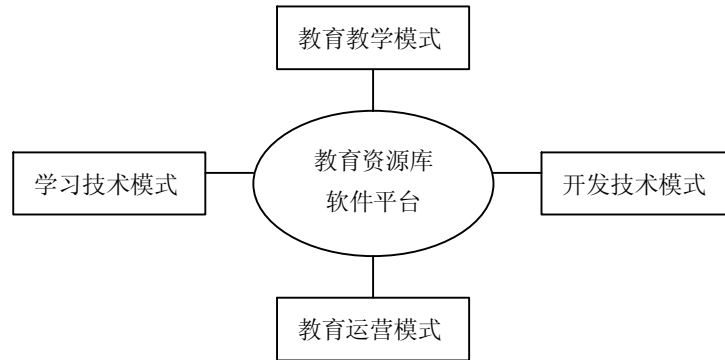 教育教学模式
教育资源库
软件平台
学习技术模式
开发技术模式
教育运营模式